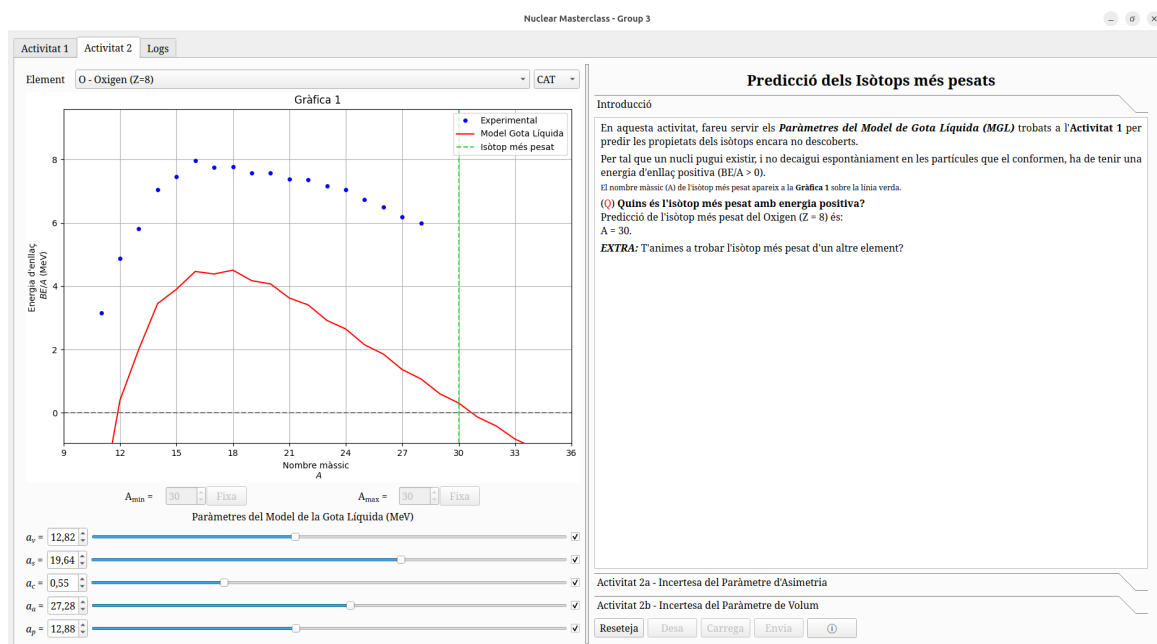 Nuclear Masterclass - Group 3
Activitat 1 Activitat 2 Logs
Element O - Oxigen (Z=8) CAT
Gràfica 1
Experimental
Model Gota Líquida
Isòtop més pesat
Energia d'enllaç
BE/A (MeV)
8
6
4
2
0
9 12 15 18 21 24 27 30 33 36
Nombre màssic
A
Amin = 30 Fixa Amax = 30 Fixa
Paràmetres del Model de la Gota Líquida (MeV)
av = 12,82
as = 19,64
ac = 0,55
aa = 27,28
ap = 12,88
Predicció dels Isòtops més pesats
Introducció
En aquesta activitat, fareu servir els Paràmetres del Model de Gota Líquida (MGL) trobats a l'Activitat 1 per
predir les propietats dels isòtops encara no descoberts.
Per tal que un nucli pugui existir, i no decaigui espontàniament en les partícules que el conformen, ha de tenir una
energia d'enllaç positiva (BE/A > 0).
El nombre màssic (A) de l'isòtop més pesat apareix a la Gràfica 1 sobre la línia verda.
(Q) Quins és l'isòtop més pesat amb energia positiva?
Predicció de l'isòtop més pesat del Oxigen (Z = 8) és:
A = 30.
EXTRA: T'animes a trobar l'isòtop més pesat d'un altre element?
Activitat 2a - Incertesa del Paràmetre d'Asimetria
Activitat 2b - Incertesa del Paràmetre de Volum
Reseteja Desa Carrega Envia